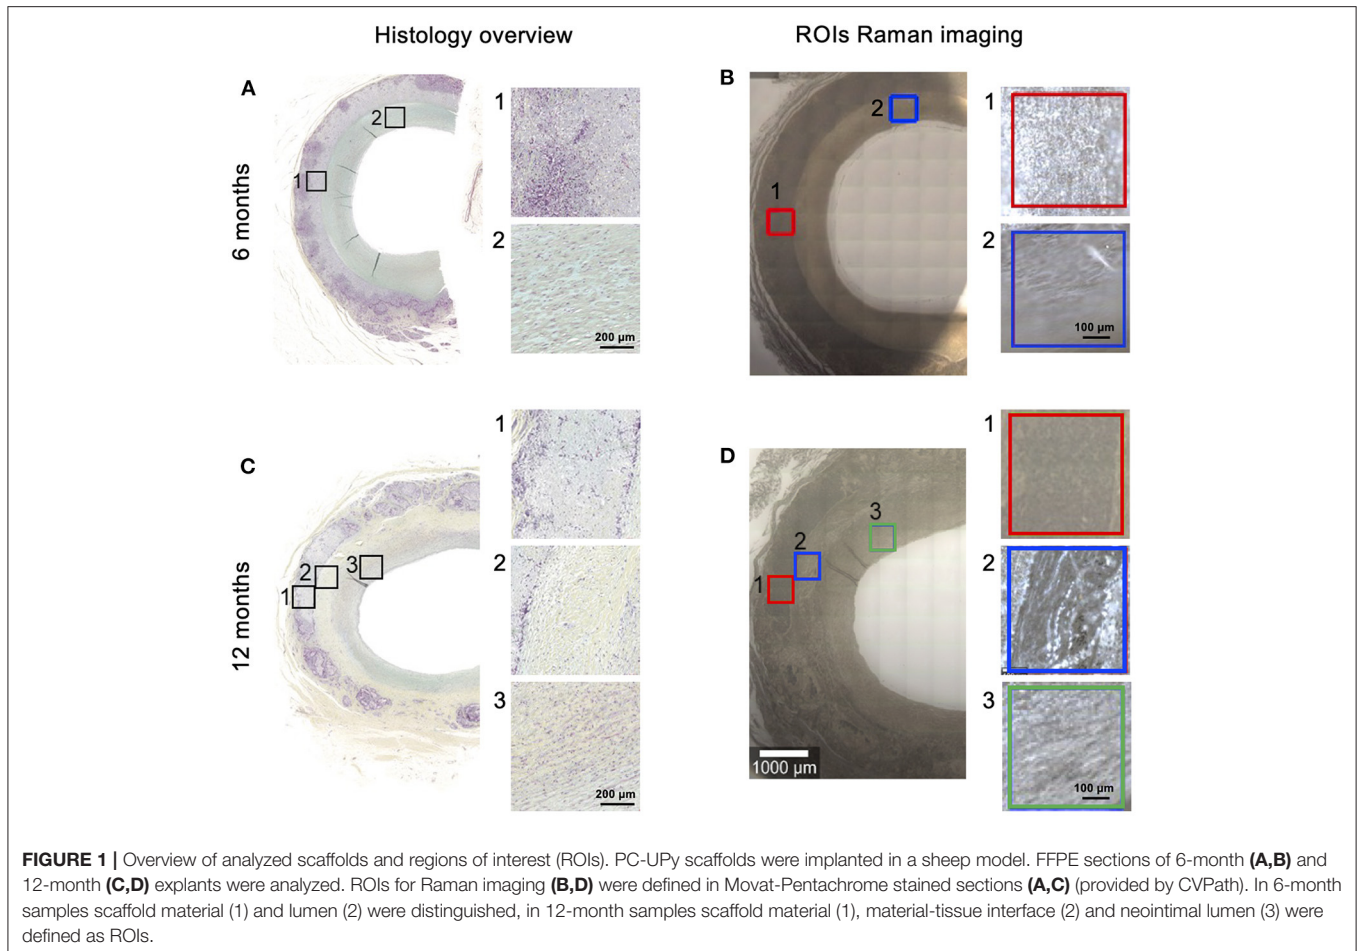 Histology overview
ROIs Raman imaging
6 months
A
1
2
1
2
200 µm
B
1
2
1
2
100 µm
12 months
C
1
2
3
1
2
3
200 µm
D
1
2
3
1000 µm
1
2
3
100 µm
FIGURE 1 | Overview of analyzed scaffolds and regions of interest (ROIs). PC-UPy scaffolds were implanted in a sheep model. FFPE sections of 6-month (A,B) and
12-month (C,D) explants were analyzed. ROIs for Raman imaging (B,D) were defined in Movat-Pentachrome stained sections (A,C) (provided by CVPath). In 6-month
samples scaffold material (1) and lumen (2) were distinguished, in 12-month samples scaffold material (1), material-tissue interface (2) and neointimal lumen (3) were
defined as ROIs.